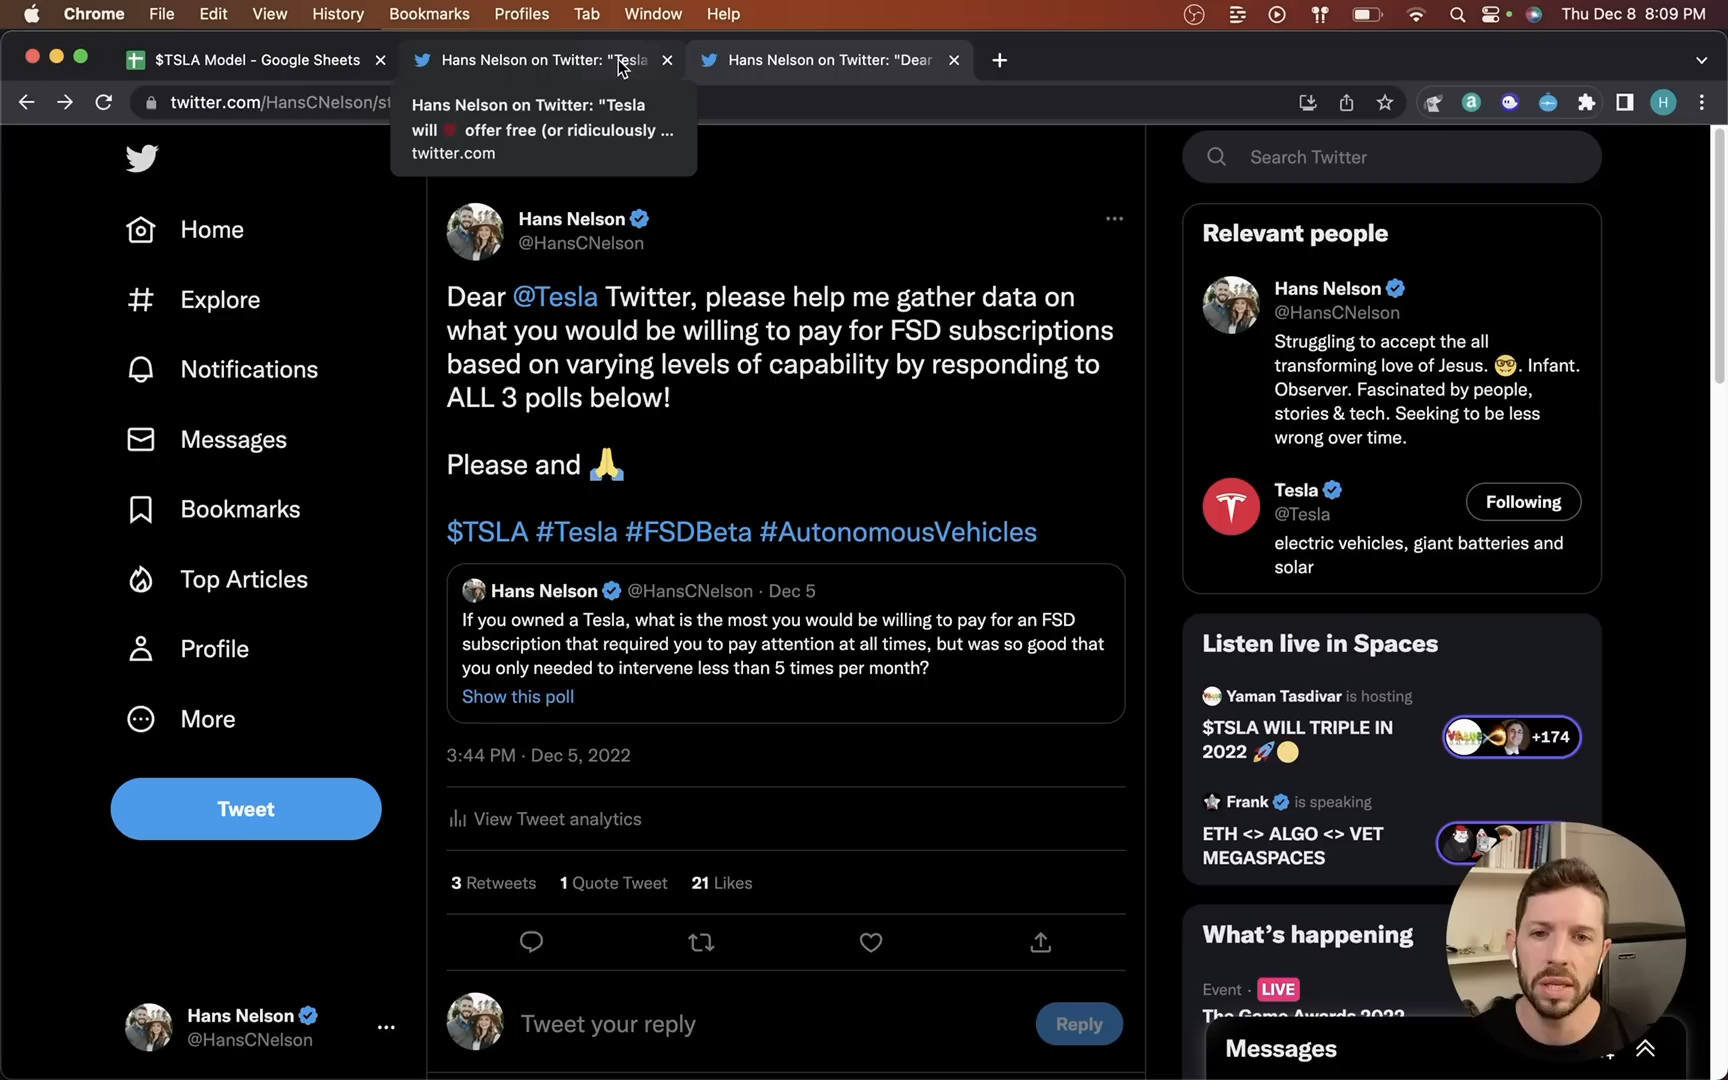 Chrome File Edit View History Bookmarks Profiles Tab Window Help Thu Dec 8 8:09 PM
$TSLA Model - Google Sheets
Hans Nelson on Twitter: "Tesla
Hans Nelson on Twitter: "Dear
twitter.com/HansCNelson/st
Hans Nelson on Twitter: "Tesla
will offer free (or ridiculously ...
twitter.com
H
Home
Explore
Notifications
Messages
Bookmarks
Top Articles
Profile
More
Tweet
Hans Nelson
@HansCNelson
Hans Nelson
@HansCNelson
Dear @Tesla Twitter, please help me gather data on
what you would be willing to pay for FSD subscriptions
based on varying levels of capability by responding to
ALL 3 polls below!
Please and 🙏
$TSLA #Tesla #FSDBeta #AutonomousVehicles
Hans Nelson @HansCNelson · Dec 5
If you owned a Tesla, what is the most you would be willing to pay for an FSD
subscription that required you to pay attention at all times, but was so good that
you only needed to intervene less than 5 times per month?
Show this poll
3:44 PM · Dec 5, 2022
View Tweet analytics
3 Retweets 1 Quote Tweet 21 Likes
Tweet your reply
Reply
Search Twitter
Relevant people
Hans Nelson
@HansCNelson
Struggling to accept the all
transforming love of Jesus. 🤓. Infant.
Observer. Fascinated by people,
stories & tech. Seeking to be less
wrong over time.
Tesla
@Tesla
Following
electric vehicles, giant batteries and
solar
Listen live in Spaces
Yaman Tasdivar is hosting
$TSLA WILL TRIPLE IN
2022 🚀🌕
+174
Frank is speaking
ETH <> ALGO <> VET
MEGASPACES
What's happening
Event · LIVE
The Game Awards 2022
Messages